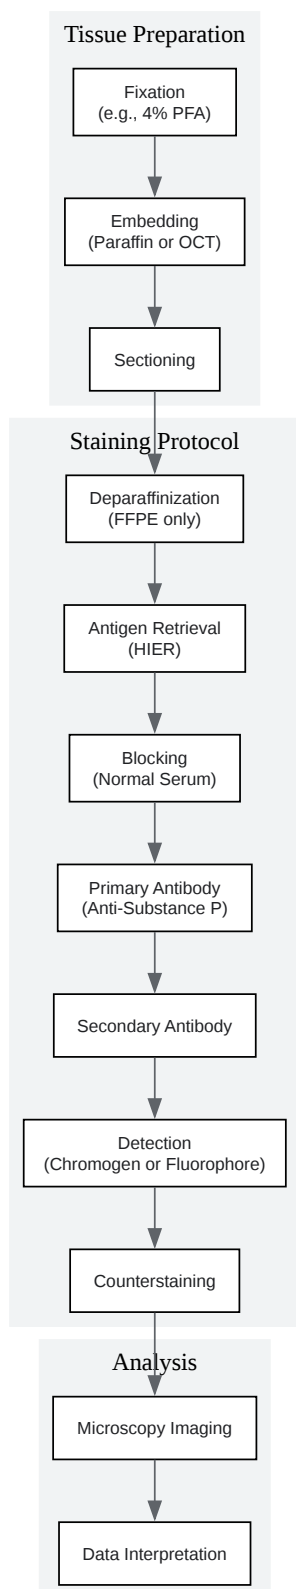 Tissue Preparation
Fixation
(e.g., 4% PFA)
Embedding
(Paraffin or OCT)
Sectioning
Staining Protocol
Deparaffinization
(FFPE only)
Antigen Retrieval
(HIER)
Blocking
(Normal Serum)
Primary Antibody
(Anti-Substance P)
Secondary Antibody
Detection
(Chromogen or Fluorophore)
Counterstaining
Analysis
Microscopy Imaging
Data Interpretation